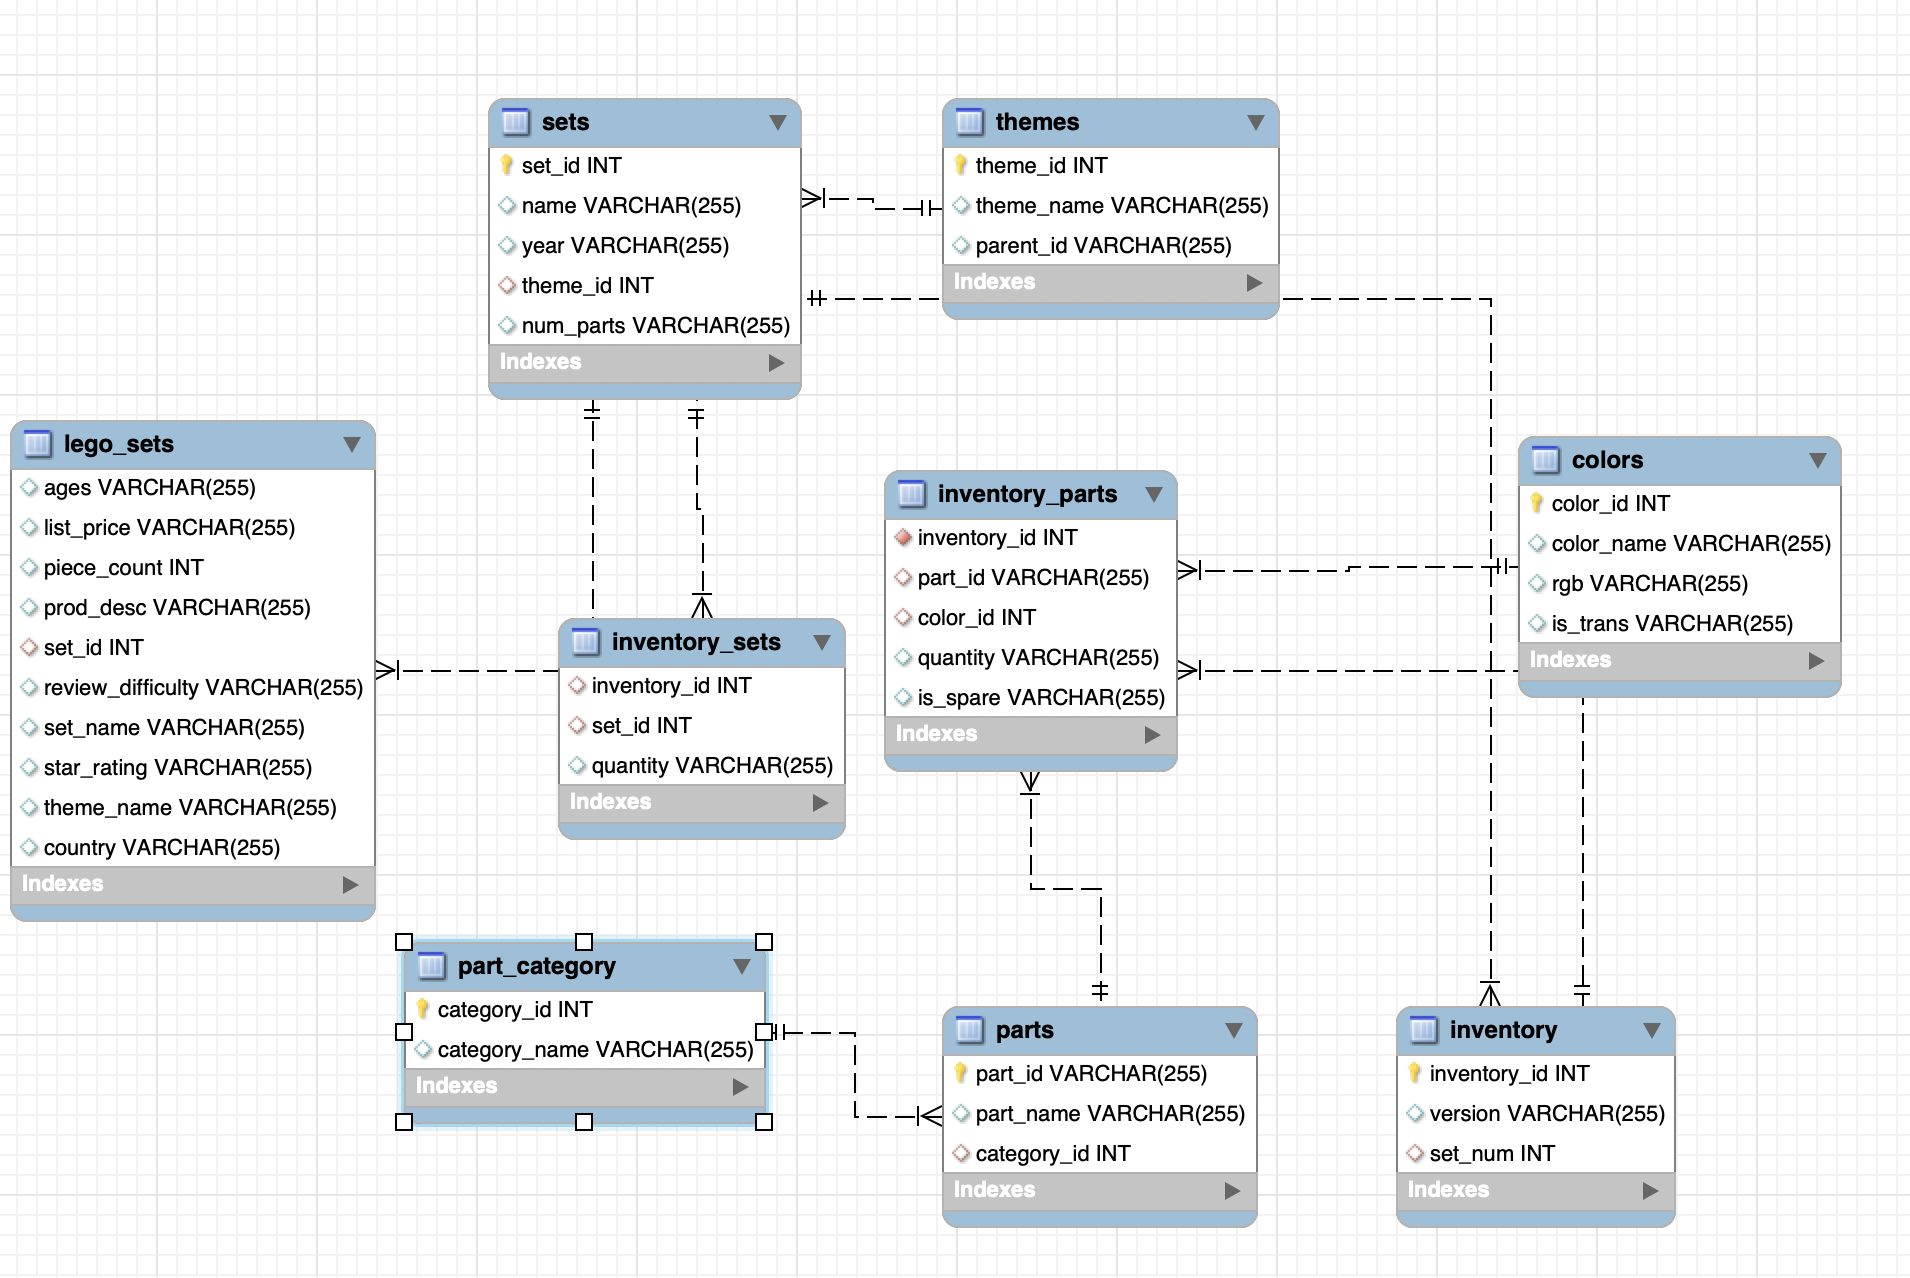 sets
set_id INT
name VARCHAR(255)
year VARCHAR(255)
theme_id INT
num_parts VARCHAR(255)
Indexes
themes
theme_id INT
theme_name VARCHAR(255)
parent_id VARCHAR(255)
Indexes
lego_sets
ages VARCHAR(255)
list_price VARCHAR(255)
piece_count INT
prod_desc VARCHAR(255)
set_id INT
review_difficulty VARCHAR(255)
set_name VARCHAR(255)
star_rating VARCHAR(255)
theme_name VARCHAR(255)
country VARCHAR(255)
Indexes
inventory_sets
inventory_id INT
set_id INT
quantity VARCHAR(255)
Indexes
inventory_parts
inventory_id INT
part_id VARCHAR(255)
color_id INT
quantity VARCHAR(255)
is_spare VARCHAR(255)
Indexes
colors
color_id INT
color_name VARCHAR(255)
rgb VARCHAR(255)
is_trans VARCHAR(255)
Indexes
part_category
category_id INT
category_name VARCHAR(255)
Indexes
parts
part_id VARCHAR(255)
part_name VARCHAR(255)
category_id INT
Indexes
inventory
inventory_id INT
version VARCHAR(255)
set_num INT
Indexes